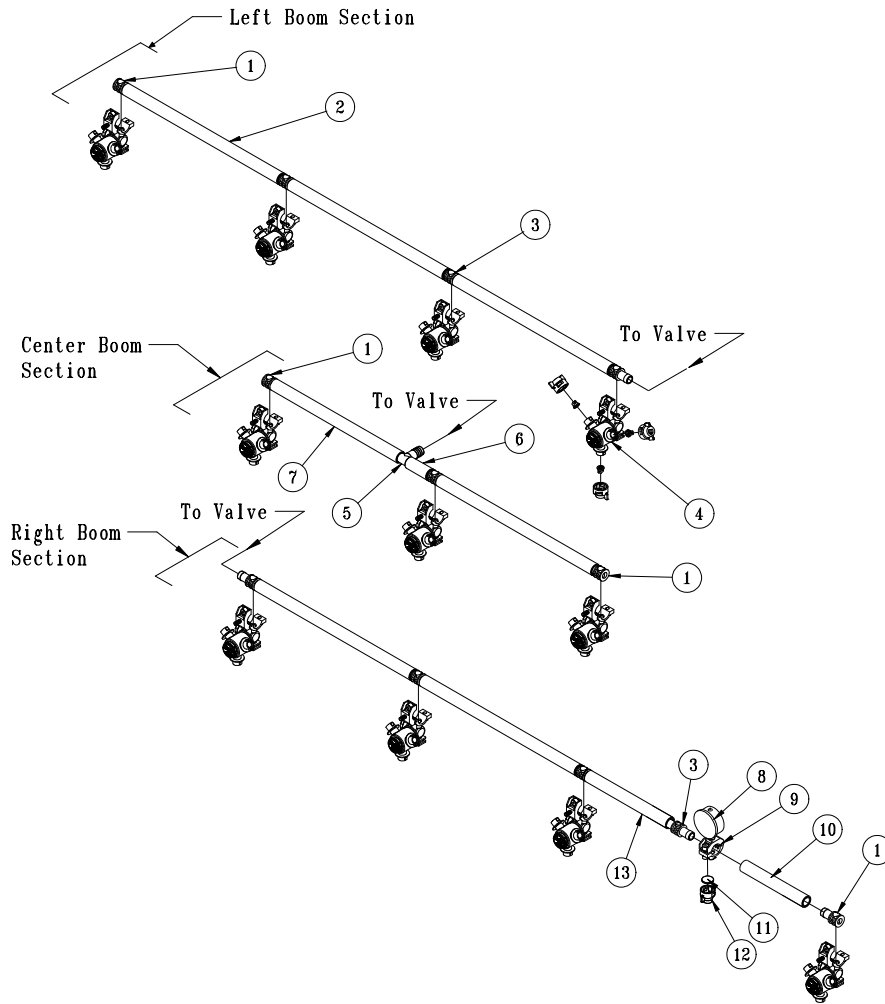 Left Boom Section
1
2
3
To Valve
Center Boom
Section
1
To Valve
6
7
5
4
Right Boom
Section
To Valve
1
3
8
9
10
13
1
11
12